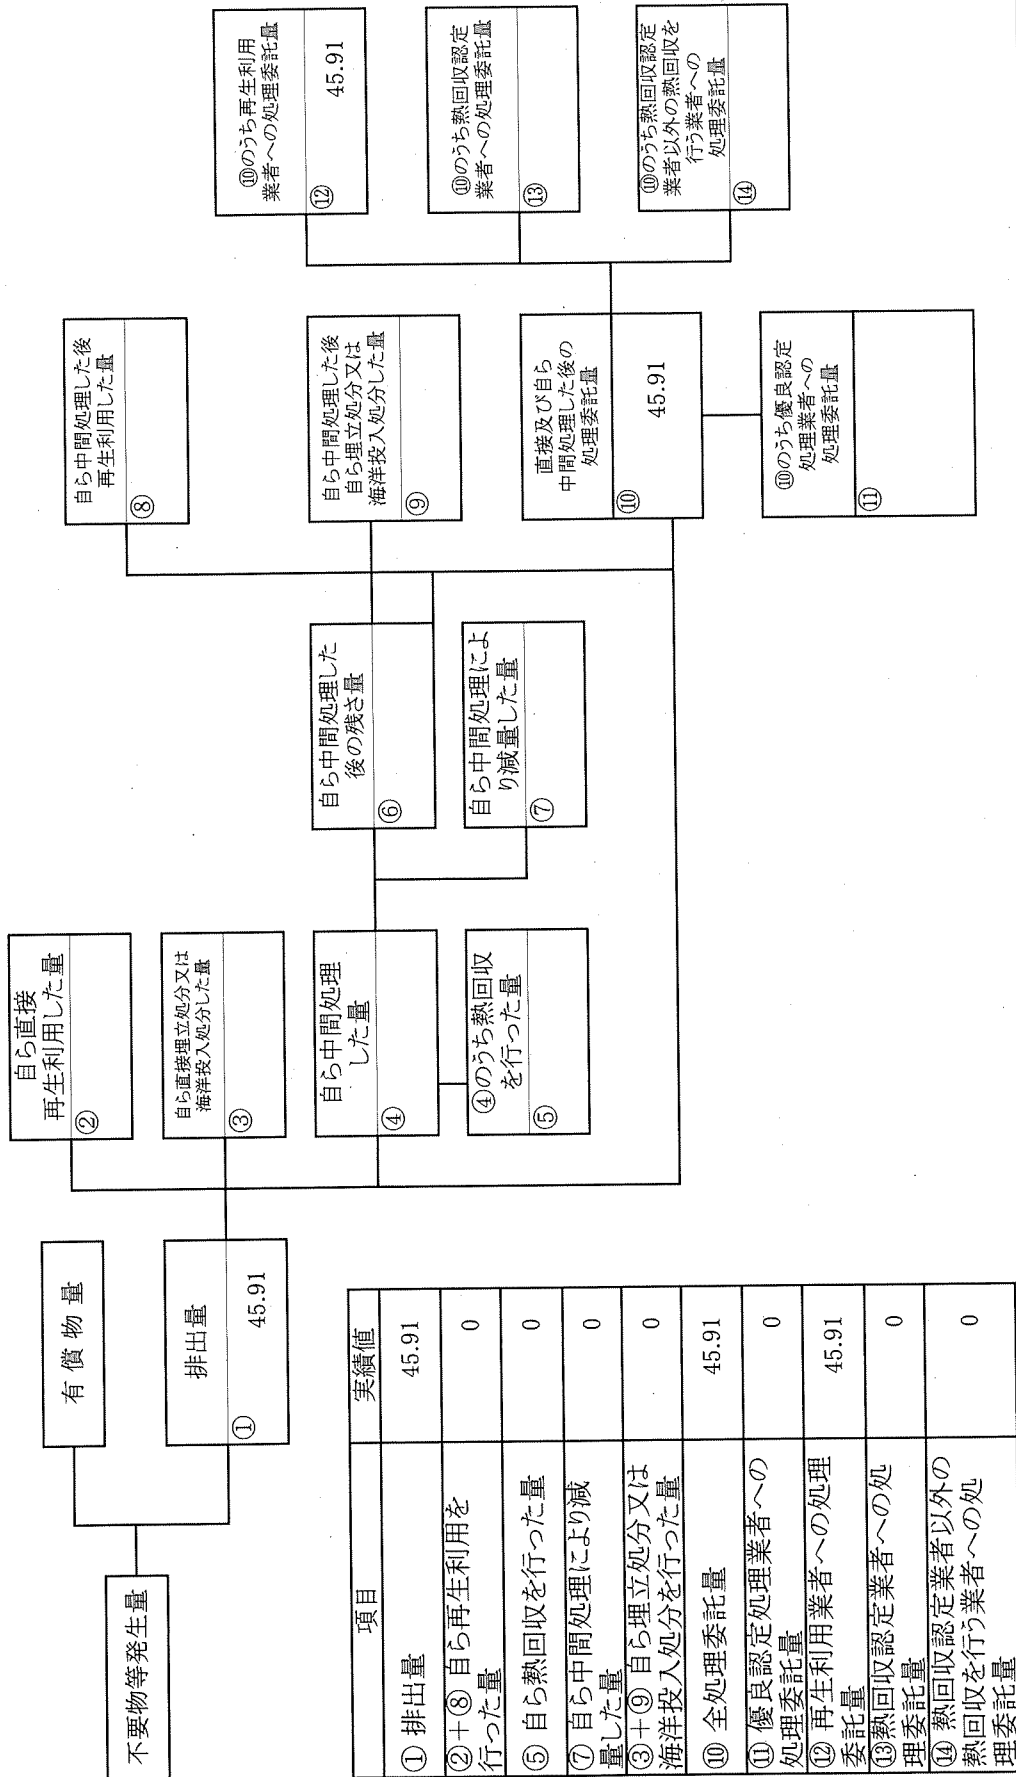 不要物等発生量
有償物量
排出量
①
45.91
自ら直接
再生利用した量
②
自ら直接埋立処分又は
海洋投入処分した量
③
自ら中間処理
した量
④
④のうち熱回収
を行った量
⑤
自ら中間処理した
後の残さ量
⑥
自ら中間処理によ
り減量した量
⑦
自ら中間処理した後
再生利用した量
⑧
自ら中間処理した後
自ら埋立処分又は
海洋投入処分した量
⑨
直接及び自ら
中間処理した後の
処理委託量
⑩
45.91
⑩のうち優良認定
処理業者への
処理委託量
⑪
⑩のうち再生利用
業者への処理委託量
⑫
45.91
⑩のうち熱回収認定
業者への処理委託量
⑬
⑩のうち熱回収認定
業者以外の熱回収を
行う業者への
処理委託量
⑭
項目 実績値
①排出量 45.91
②+⑧ 自ら再生利用を
行った量 0
⑤ 自ら熱回収を行った量 0
⑦ 自ら中間処理により減
量した量 0
③+⑨ 自ら埋立処分又は
海洋投入処分を行った量 0
⑩ 全処理委託量 45.91
⑪ 優良認定処理業者への
処理委託量 0
⑫ 再生利用業者への処理
委託量 45.91
⑬熱回収認定業者への処
理委託量 0
⑭ 熱回収認定業者以外の
熱回収を行う業者への処
理委託量 0